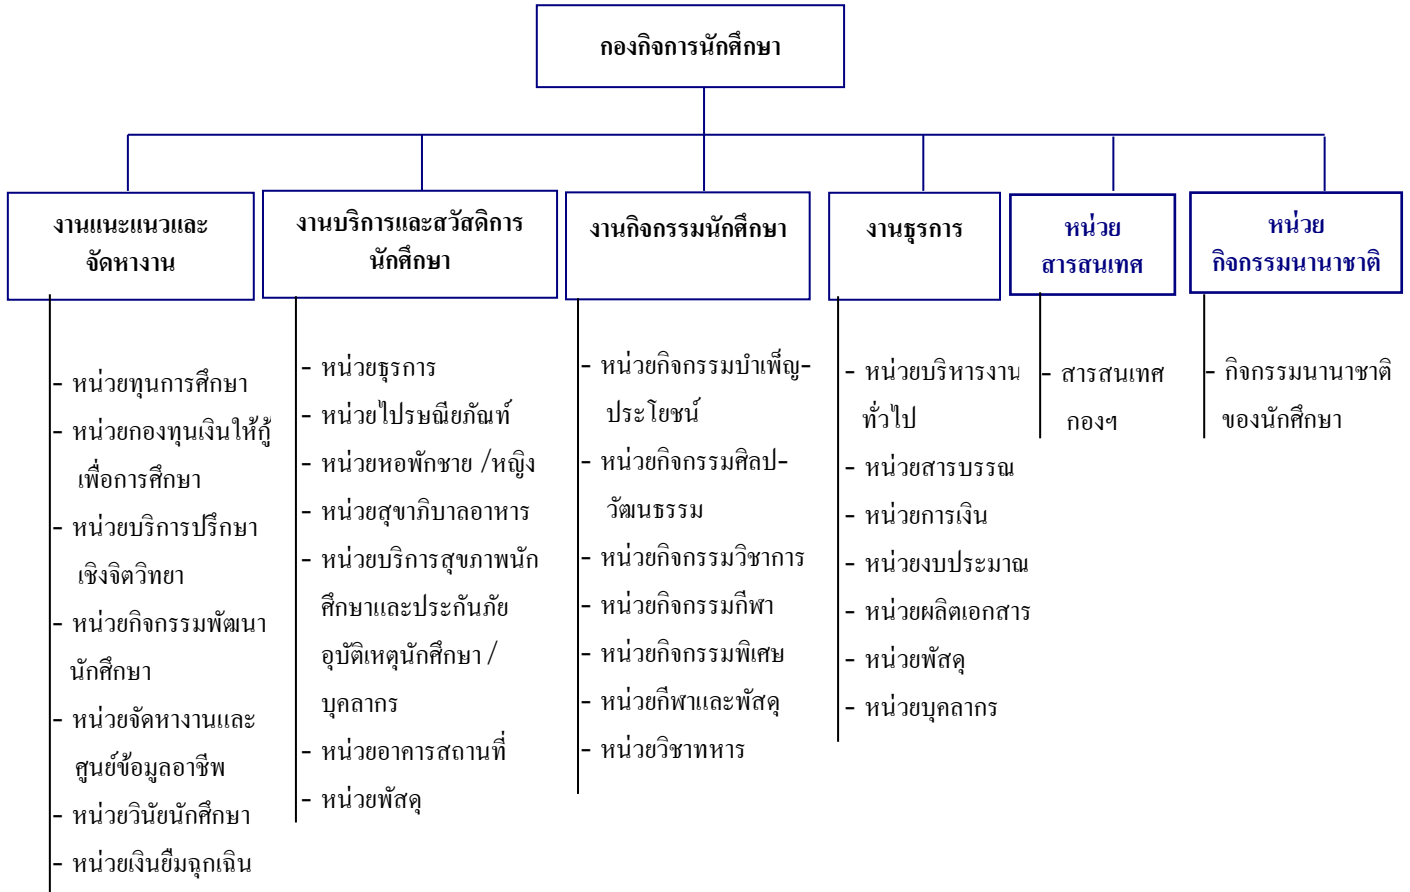 กองกิจการนักศึกษา
งานแนะแนวและ
จัดหางาน
- หน่วยทุนการศึกษา
- หน่วยกองทุนเงินให้กู้
เพื่อการศึกษา
- หน่วยบริการปรึกษา
เชิงจิตวิทยา
- หน่วยกิจกรรมพัฒนา
นักศึกษา
- หน่วยจัดหางานและ
ศูนย์ข้อมูลอาชีพ
- หน่วยวินัยนักศึกษา
- หน่วยเงินยืมฉุกเฉิน
งานบริการและสวัสดิการ
นักศึกษา
- หน่วยธุรการ
- หน่วยไปรษณียภัณฑ์
- หน่วยหอพักชาย /หญิง
- หน่วยสุขาภิบาลอาหาร
- หน่วยบริการสุขภาพนัก
ศึกษาและประกันภัย
อุบัติเหตุนักศึกษา /
บุคลากร
- หน่วยอาคารสถานที่
- หน่วยพัสดุ
งานกิจกรรมนักศึกษา
- หน่วยกิจกรรมบำเพ็ญ-
ประโยชน์
- หน่วยกิจกรรมศิลป-
วัฒนธรรม
- หน่วยกิจกรรมวิชาการ
- หน่วยกิจกรรมกีฬา
- หน่วยกิจกรรมพิเศษ
- หน่วยกีฬาและพัสดุ
- หน่วยวิชาทหาร
งานธุรการ
- หน่วยบริหารงาน
ทั่วไป
- หน่วยสารบรรณ
- หน่วยการเงิน
- หน่วยงบประมาณ
- หน่วยผลิตเอกสาร
- หน่วยพัสดุ
- หน่วยบุคลากร
หน่วย
สารสนเทศ
- สารสนเทศ
กองฯ
หน่วย
กิจกรรมนานาชาติ
- กิจกรรมนานาชาติ
ของนักศึกษา